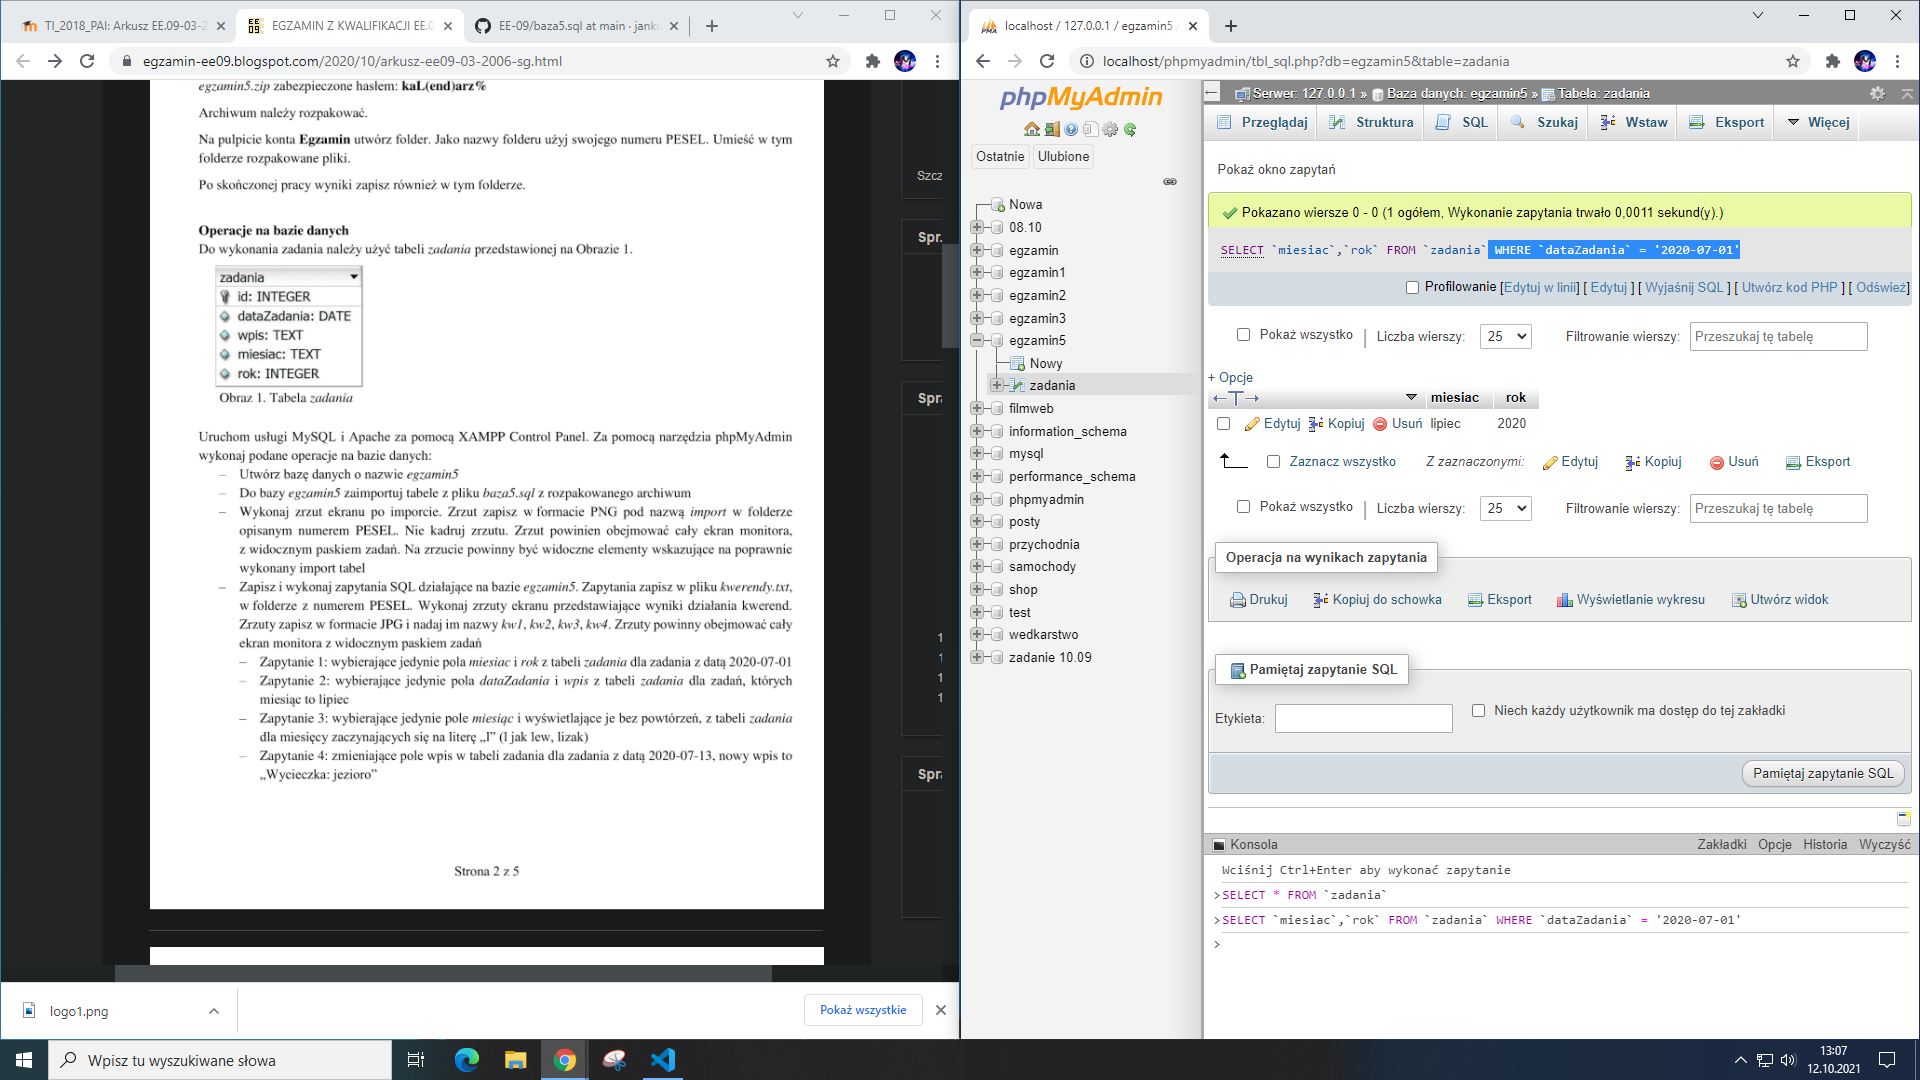 TI_2018_PAI: Arkusz EE.09-03-2
EGZAMIN Z KWALIFIKACJI EE.0
EE-09/baza5.sql at main · jank
egzamin-ee09.blogspot.com/2020/10/arkusz-ee09-03-2006-sg.html
egzamin5.zip zabezpieczone hasłem: kaL(end)arz%
Archiwum należy rozpakować.
Na pulpicie konta Egzamin utwórz folder. Jako nazwy folderu użyj swojego numeru PESEL. Umieść w tym
folderze rozpakowane pliki.
Po skończonej pracy wyniki zapisz również w tym folderze.
Operacje na bazie danych
Do wykonania zadania należy użyć tabeli zadania przedstawionej na Obrazie 1.
zadania
id: INTEGER
dataZadania: DATE
wpis: TEXT
miesiac: TEXT
rok: INTEGER
Obraz 1. Tabela zadania
Uruchom usługi MySQL i Apache za pomocą XAMPP Control Panel. Za pomocą narzędzia phpMyAdmin
wykonaj podane operacje na bazie danych:
– Utwórz bazę danych o nazwie egzamin5
– Do bazy egzamin5 zaimportuj tabele z pliku baza5.sql z rozpakowanego archiwum
– Wykonaj zrzut ekranu po imporcie. Zrzut zapisz w formacie PNG pod nazwą import w folderze
opisanym numerem PESEL. Nie kadruj zrzutu. Zrzut powinien obejmować cały ekran monitora,
z widocznym paskiem zadań. Na zrzucie powinny być widoczne elementy wskazujące na poprawnie
wykonany import tabel
– Zapisz i wykonaj zapytania SQL działające na bazie egzamin5. Zapytania zapisz w pliku kwerendy.txt,
w folderze z numerem PESEL. Wykonaj zrzuty ekranu przedstawiające wyniki działania kwerend.
Zrzuty zapisz w formacie JPG i nadaj im nazwy kw1, kw2, kw3, kw4. Zrzuty powinny obejmować cały
ekran monitora z widocznym paskiem zadań
– Zapytanie 1: wybierające jedynie pola miesiac i rok z tabeli zadania dla zadania z datą 2020-07-01
– Zapytanie 2: wybierające jedynie pola dataZadania i wpis z tabeli zadania dla zadań, których
miesiąc to lipiec
– Zapytanie 3: wybierające jedynie pole miesiąc i wyświetlające je bez powtórzeń, z tabeli zadania
dla miesięcy zaczynających się na literę „l” (l jak lew, lizak)
– Zapytanie 4: zmieniające pole wpis w tabeli zadania dla zadania z datą 2020-07-13, nowy wpis to
„Wycieczka: jezioro”
Strona 2 z 5
Szcz
Spr.
Spra
1
1
1
1
Spra
logo1.png
Pokaż wszystkie
localhost / 127.0.0.1 / egzamin5 /
localhost/phpmyadmin/tbl_sql.php?db=egzamin5&table=zadania
phpMyAdmin
Ostatnie
Ulubione
Nowa
08.10
egzamin
egzamin1
egzamin2
egzamin3
egzamin5
Nowy
zadania
filmweb
information_schema
mysql
performance_schema
phpmyadmin
posty
przychodnia
samochody
shop
test
wedkarstwo
zadanie 10.09
Serwer: 127.0.0.1 » Baza danych: egzamin5 » Tabela: zadania
Przeglądaj Struktura SQL Szukaj Wstaw Eksport Więcej
Pokaż okno zapytań
Pokazano wiersze 0 - 0 (1 ogółem, Wykonanie zapytania trwało 0,0011 sekund(y).)
SELECT `miesiac`,`rok` FROM `zadania` WHERE `dataZadania` = '2020-07-01'
Profilowanie [Edytuj w linii] [ Edytuj ] [ Wyjaśnij SQL ] [ Utwórz kod PHP ] [ Odśwież]
Pokaż wszystko | Liczba wierszy: 25 Filtrowanie wierszy: Przeszukaj tę tabelę
+ Opcje
miesiac rok
Edytuj Kopiuj Usuń lipiec 2020
Zaznacz wszystko Z zaznaczonymi: Edytuj Kopiuj Usuń Eksport
Pokaż wszystko | Liczba wierszy: 25 Filtrowanie wierszy: Przeszukaj tę tabelę
Operacja na wynikach zapytania
Drukuj Kopiuj do schowka Eksport Wyświetlanie wykresu Utwórz widok
Pamiętaj zapytanie SQL
Etykieta: Niech każdy użytkownik ma dostęp do tej zakładki
Pamiętaj zapytanie SQL
Konsola Zakładki Opcje Historia Wyczyść
Wciśnij Ctrl+Enter aby wykonać zapytanie
>SELECT * FROM `zadania`
>SELECT `miesiac`,`rok` FROM `zadania` WHERE `dataZadania` = '2020-07-01'
>
Wpisz tu wyszukiwane słowa
13:07
12.10.2021